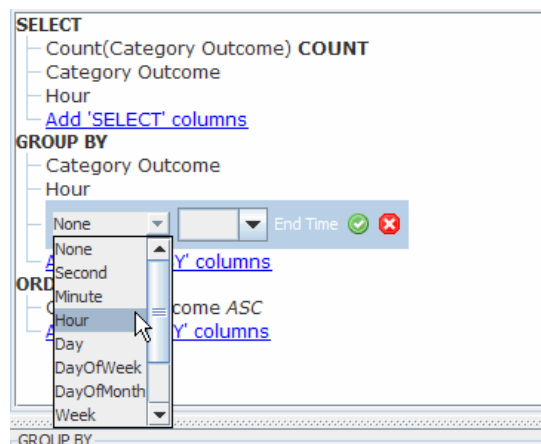 SELECT
Count(Category Outcome) COUNT
Category Outcome
Hour
Add 'SELECT' columns
GROUP BY
Category Outcome
Hour
None End Time
None
Second
Minute
Hour
Day
DayOfWeek
DayOfMonth
Week
A Y' columns
ORD
C come ASC
A Y' columns
GROUP BY